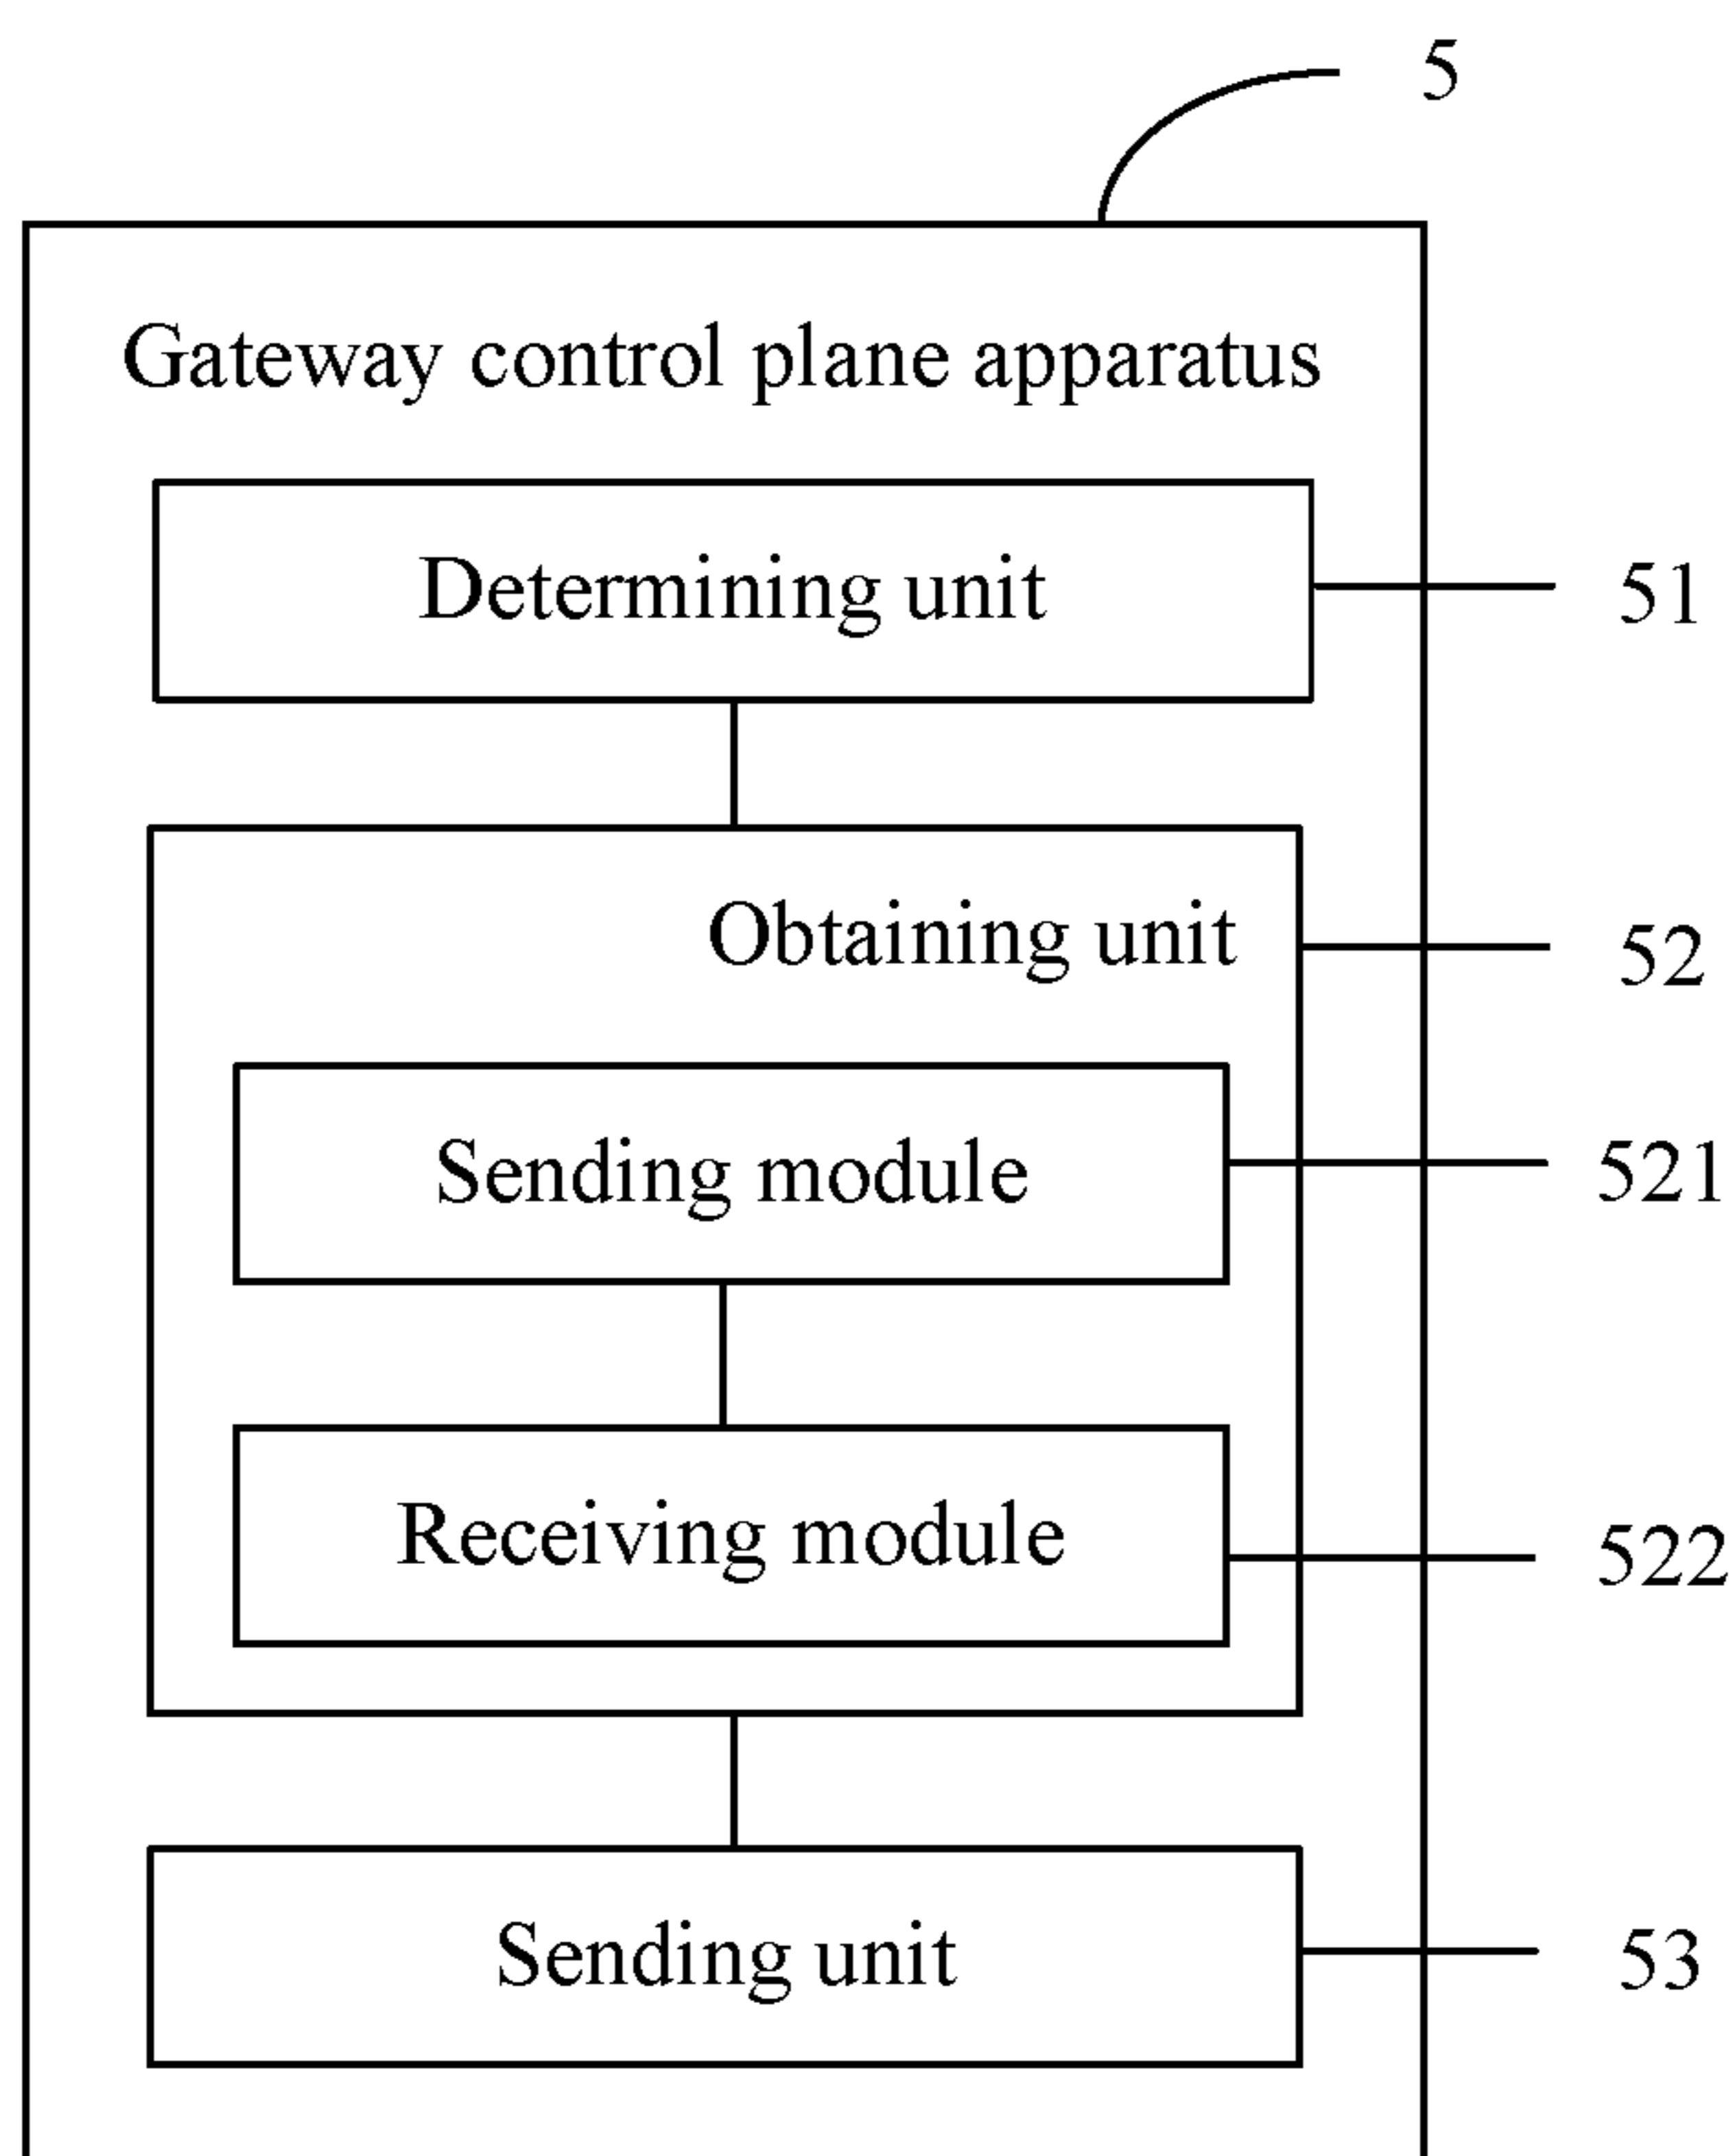 5
Gateway control plane apparatus
Determining unit
51
Obtaining unit
52
Sending module
521
Receiving module
522
Sending unit
53